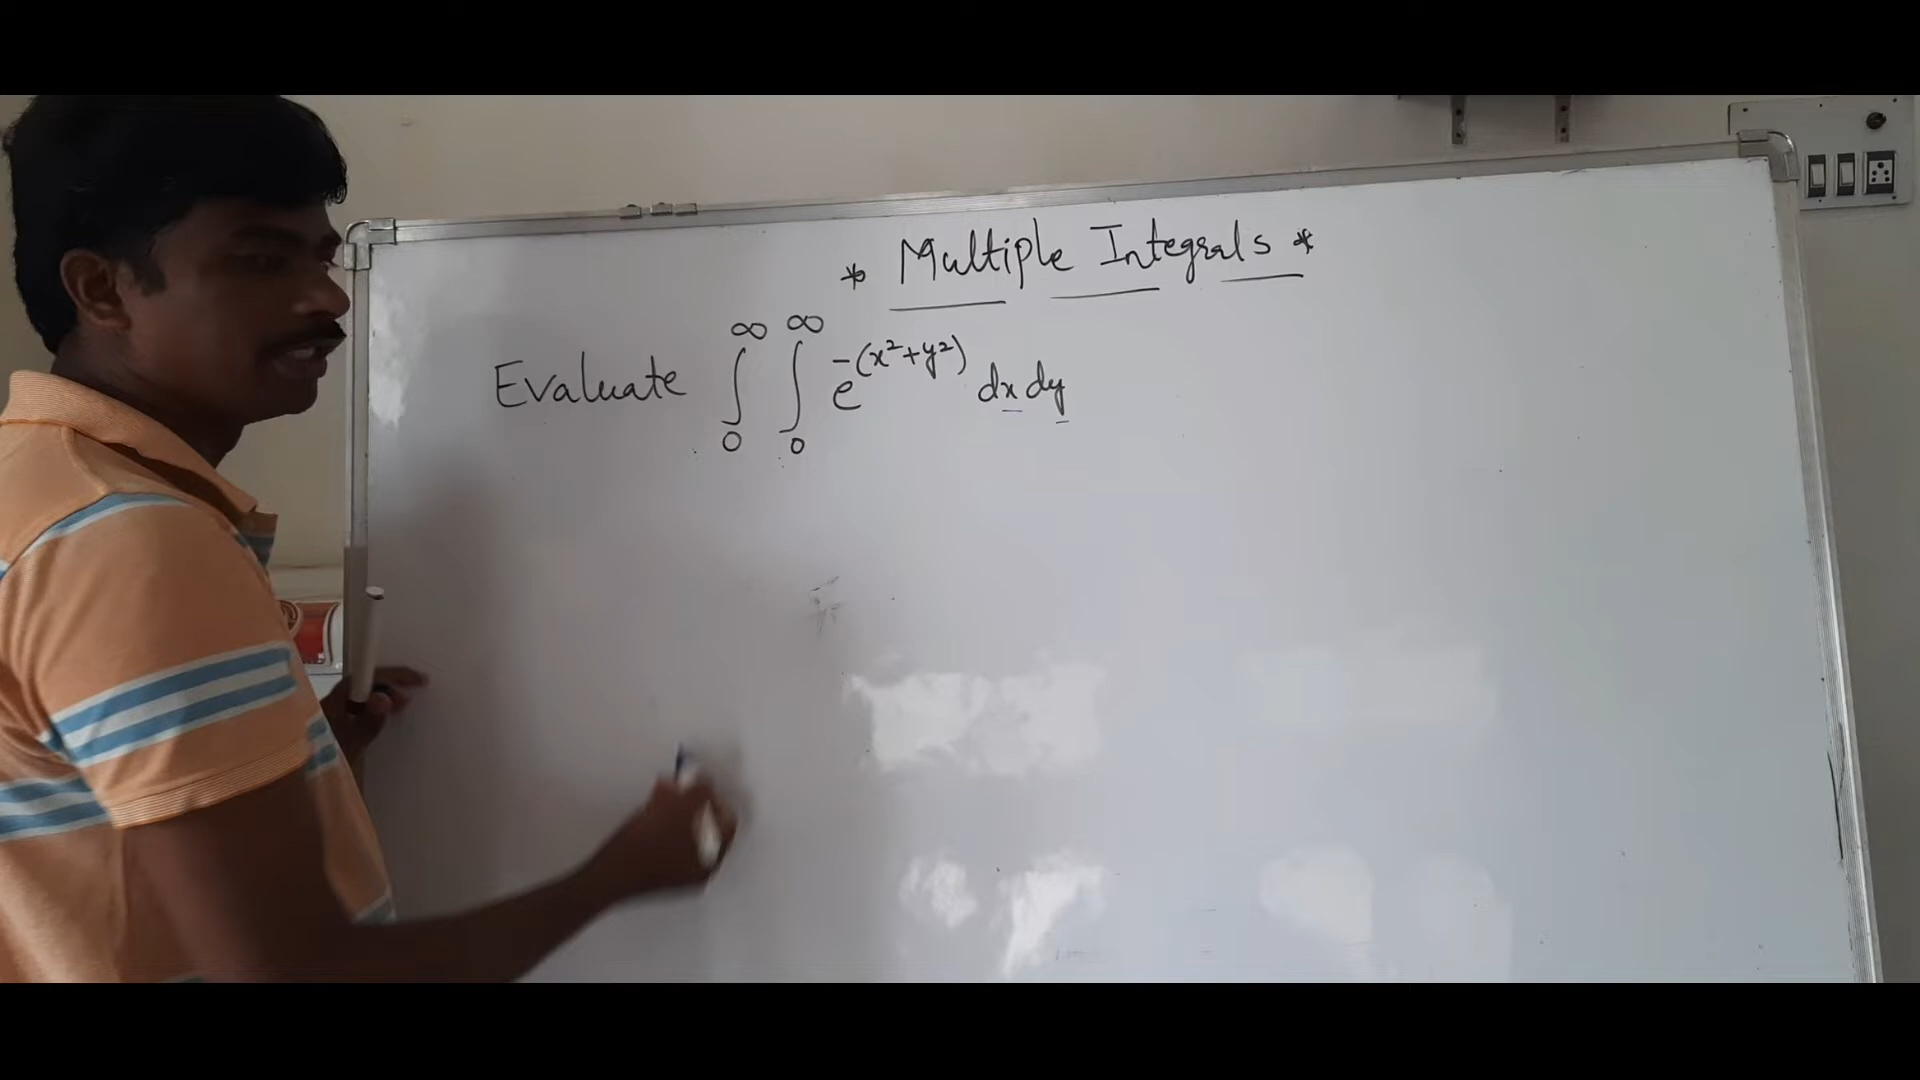 * Multiple Integrals *
Evaluate ∫₀^∞ ∫₀^∞ e^-(x²+y²) dx dy